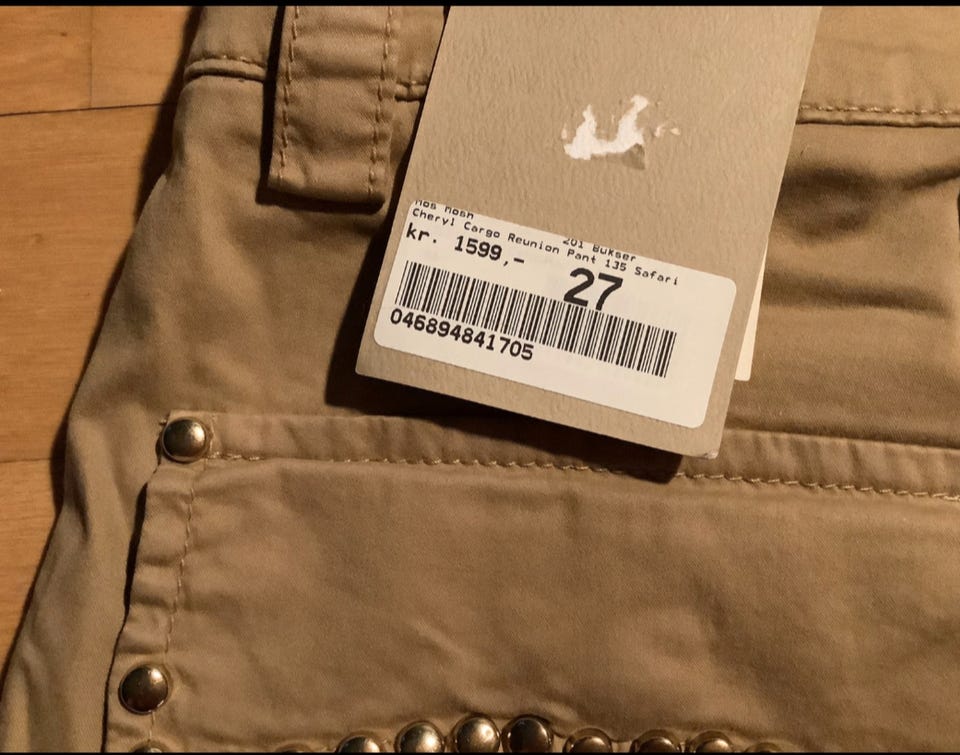 Mos Mosh
201 Bukser
Cheryl Cargo Reunion Pant 135 Safari
kr. 1599,-
27
046894841705